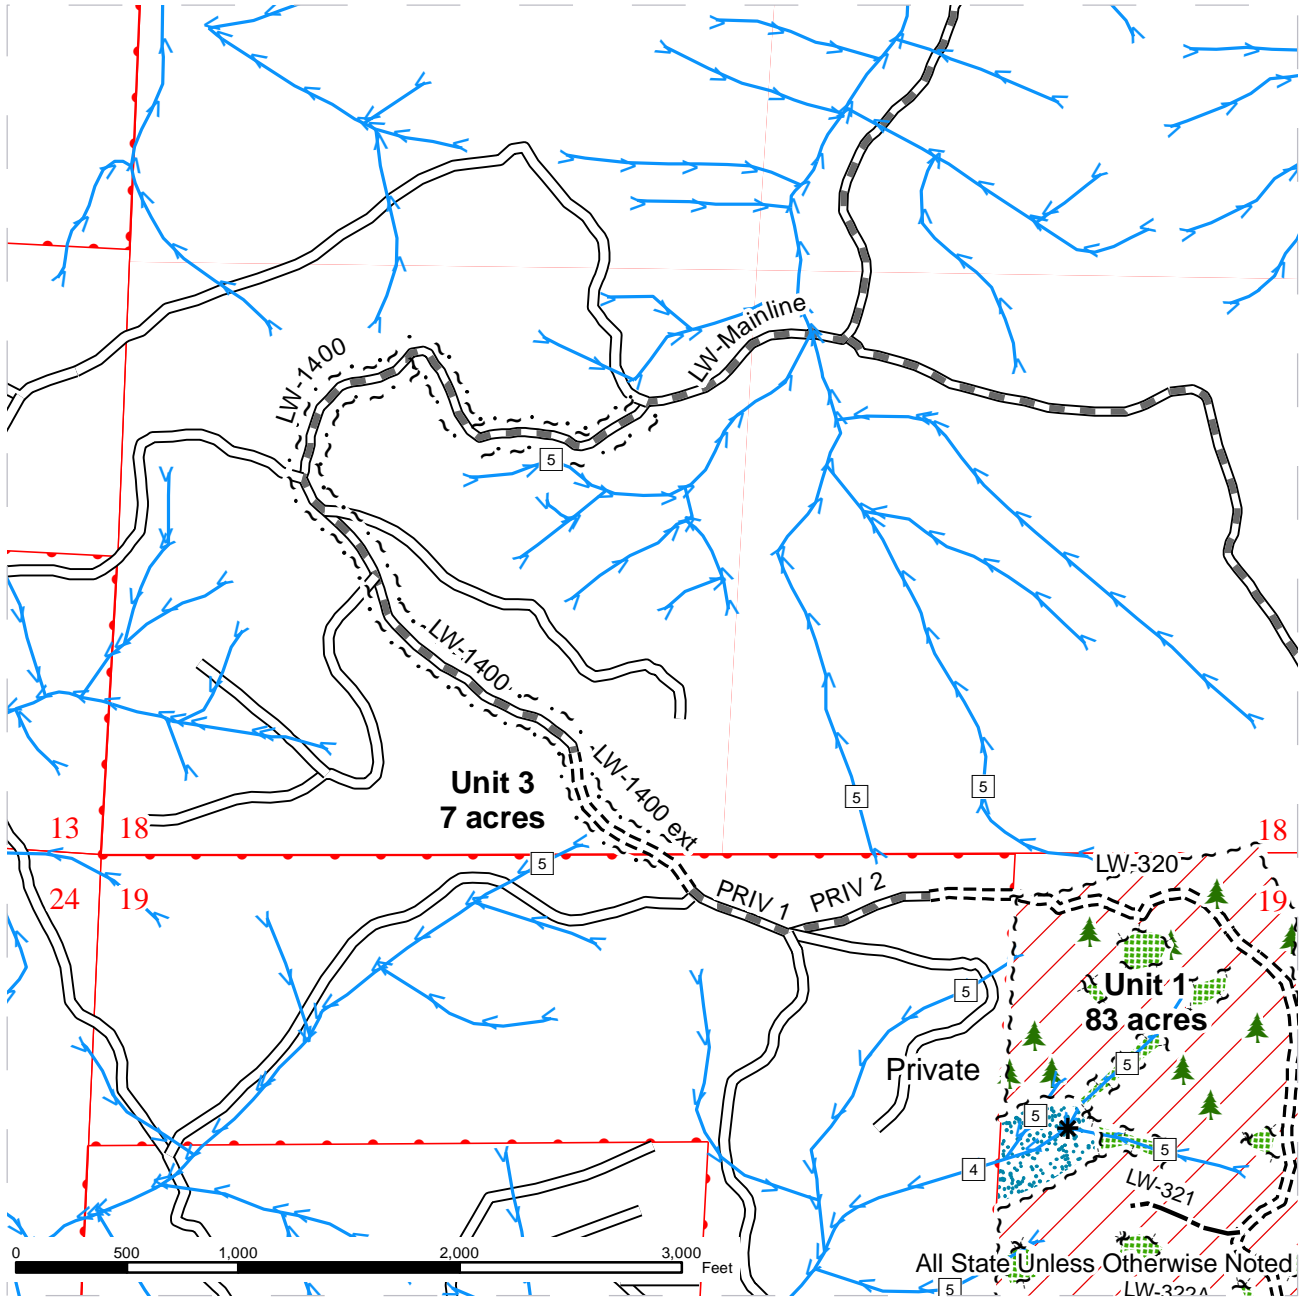 LW-Mainline
LW-1400
5
LW-1400
LW-1400 ext
Unit 3
7 acres
5
5
13
18
18
5
LW-320
24
19
19
PRIV 1
PRIV 2
5
Unit 1
83 acres
Private
5
5
5
4
LW-321
0
500
1,000
2,000
3,000
Feet
All State Unless Otherwise Noted
5
LW-322A